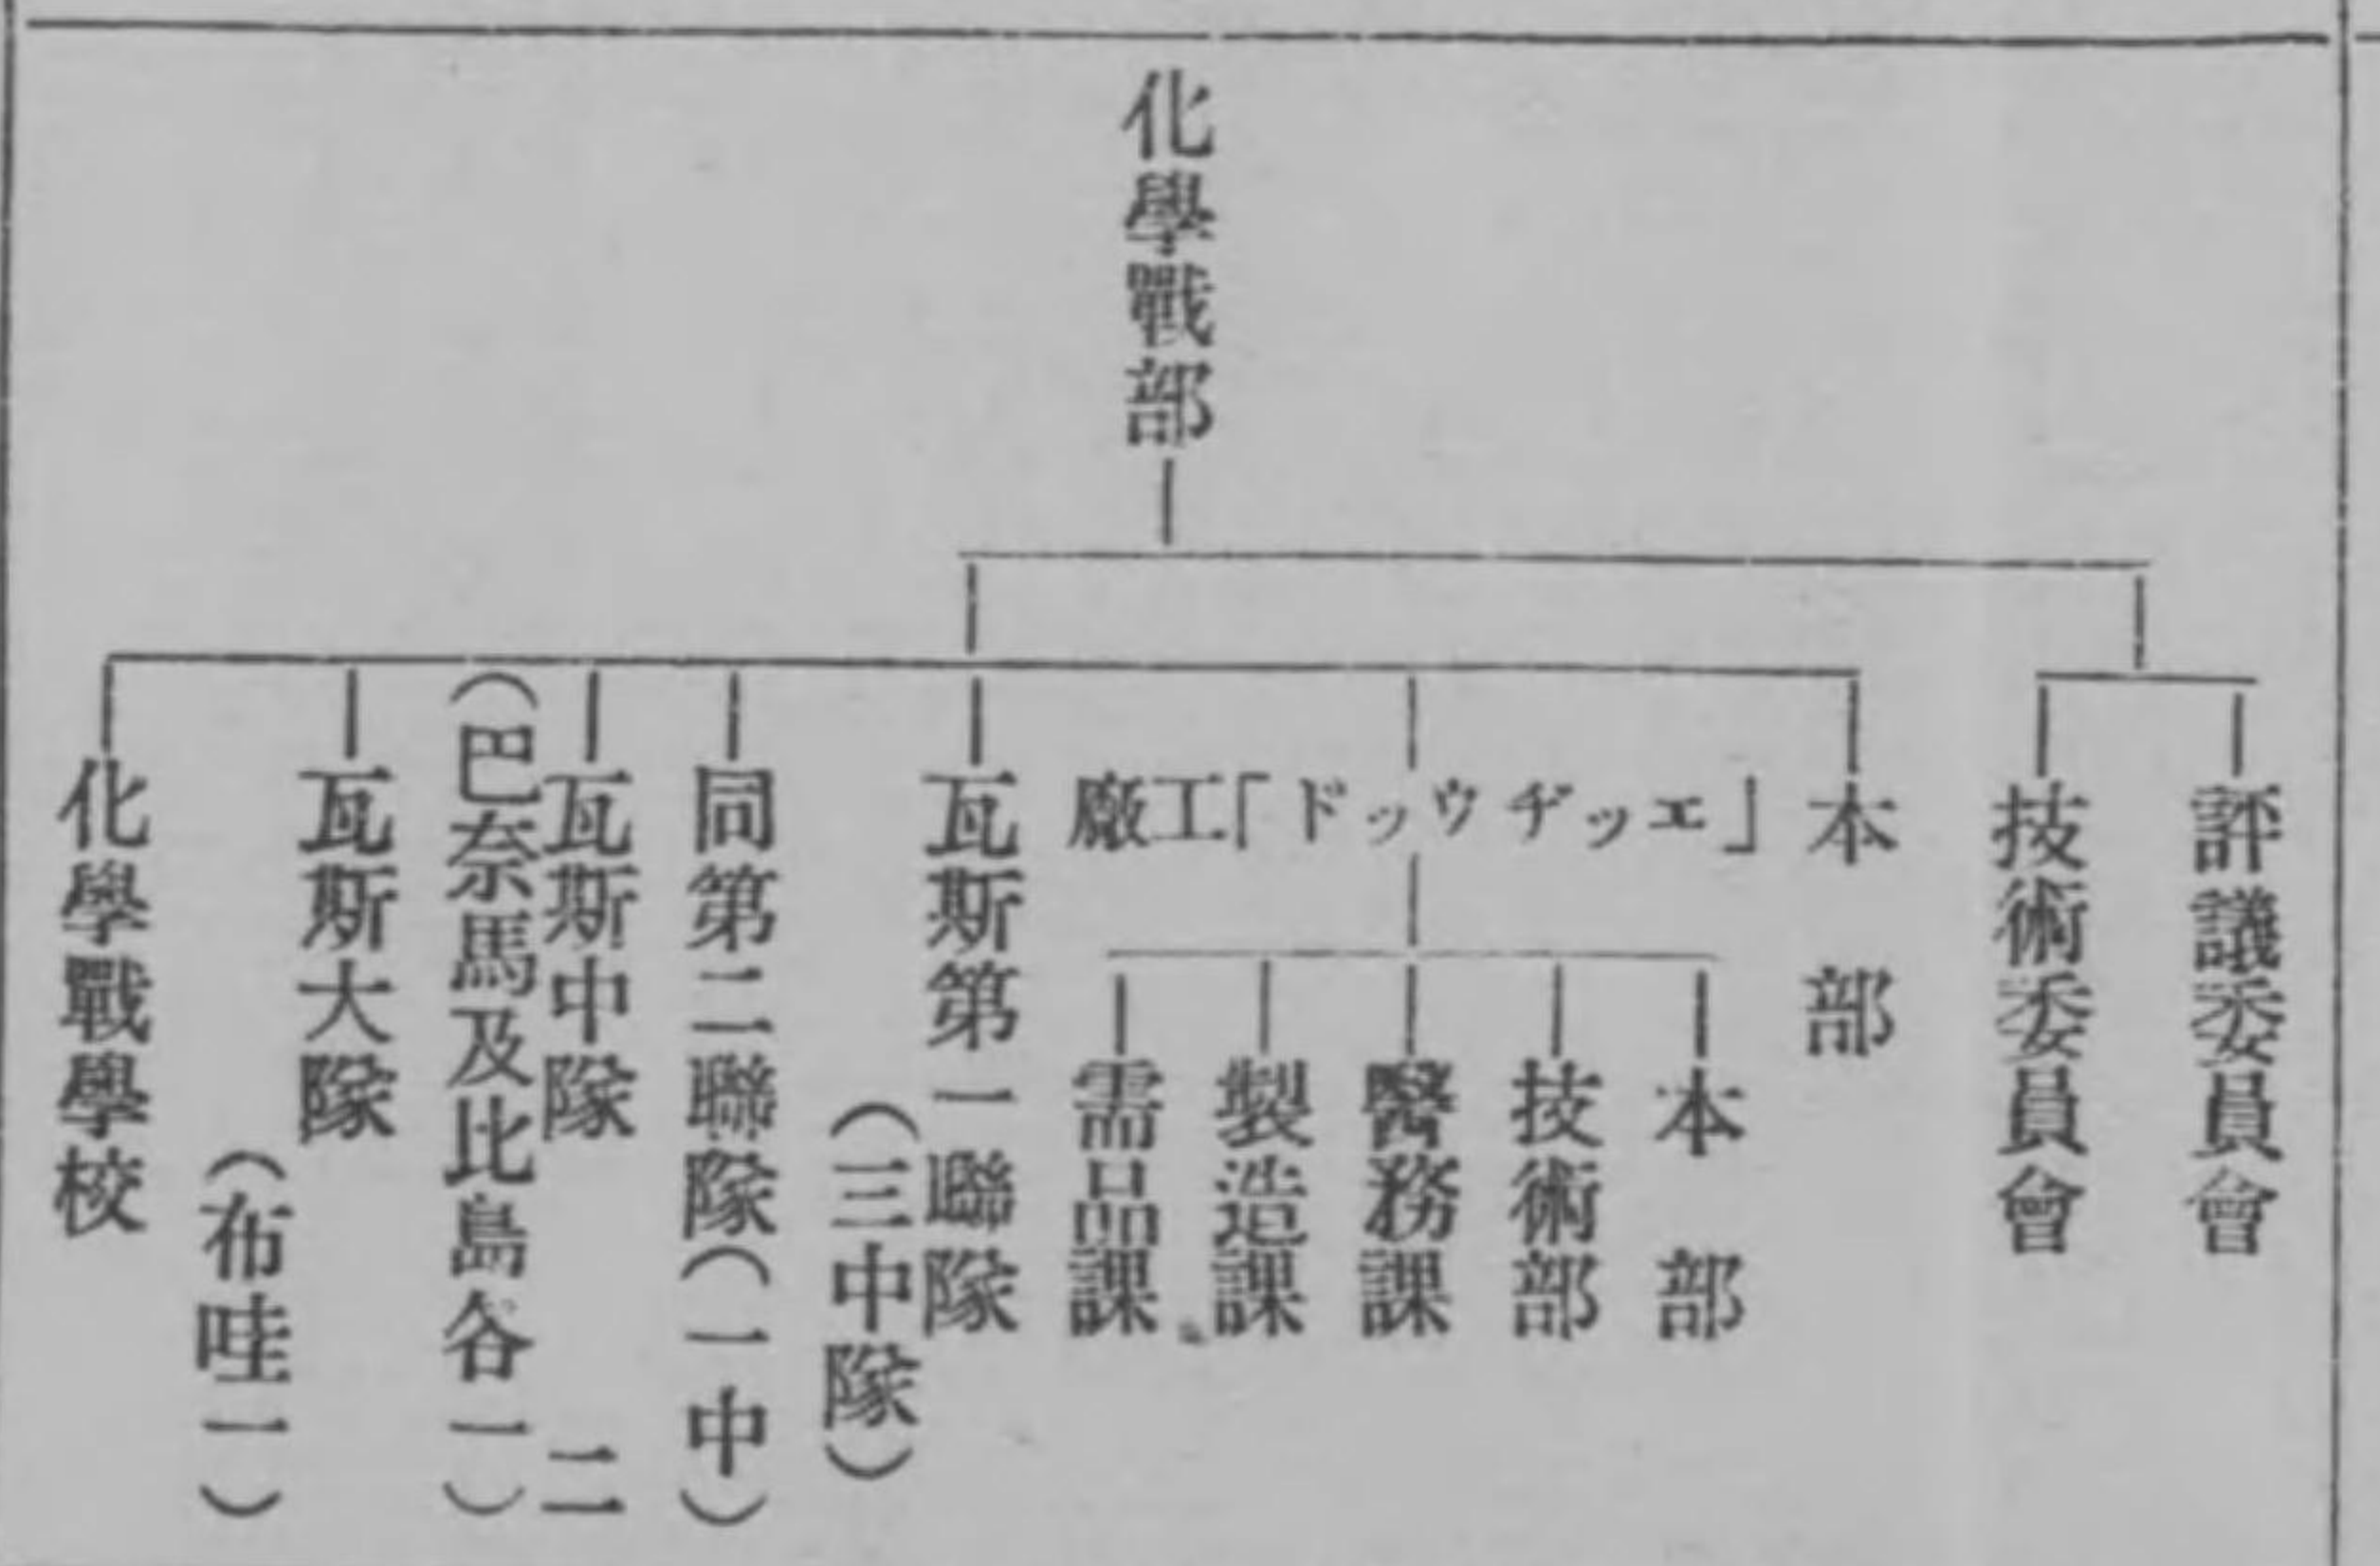 化學戰部
評議委員會
技術委員會
本部
「エッヂウッド」工廠
本部
技術部
醫務課
製造課
需品課
瓦斯第一聯隊
(三中隊)
同第二聯隊(一中)
瓦斯中隊 二
(巴奈馬及比島谷一)
瓦斯大隊
(布哇一)
化學戰學校